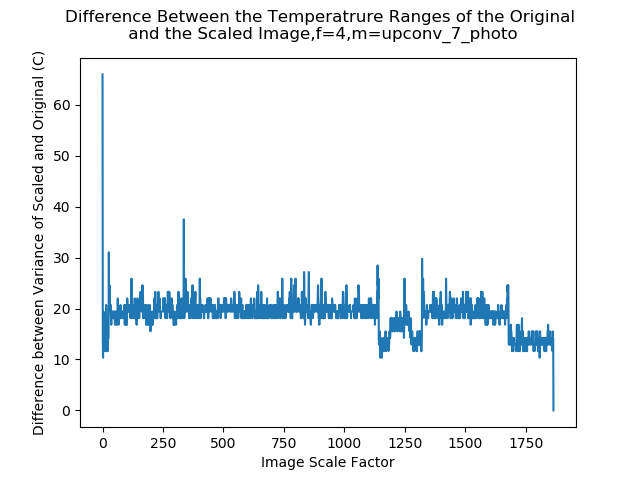 Difference Between the Temperatrure Ranges of the Original
and the Scaled Image,f=4,m=upconv_7_photo
Difference between Variance of Scaled and Original (C)
60
50
40
30
20
10
0
0 250 500 750 1000 1250 1500 1750
Image Scale Factor